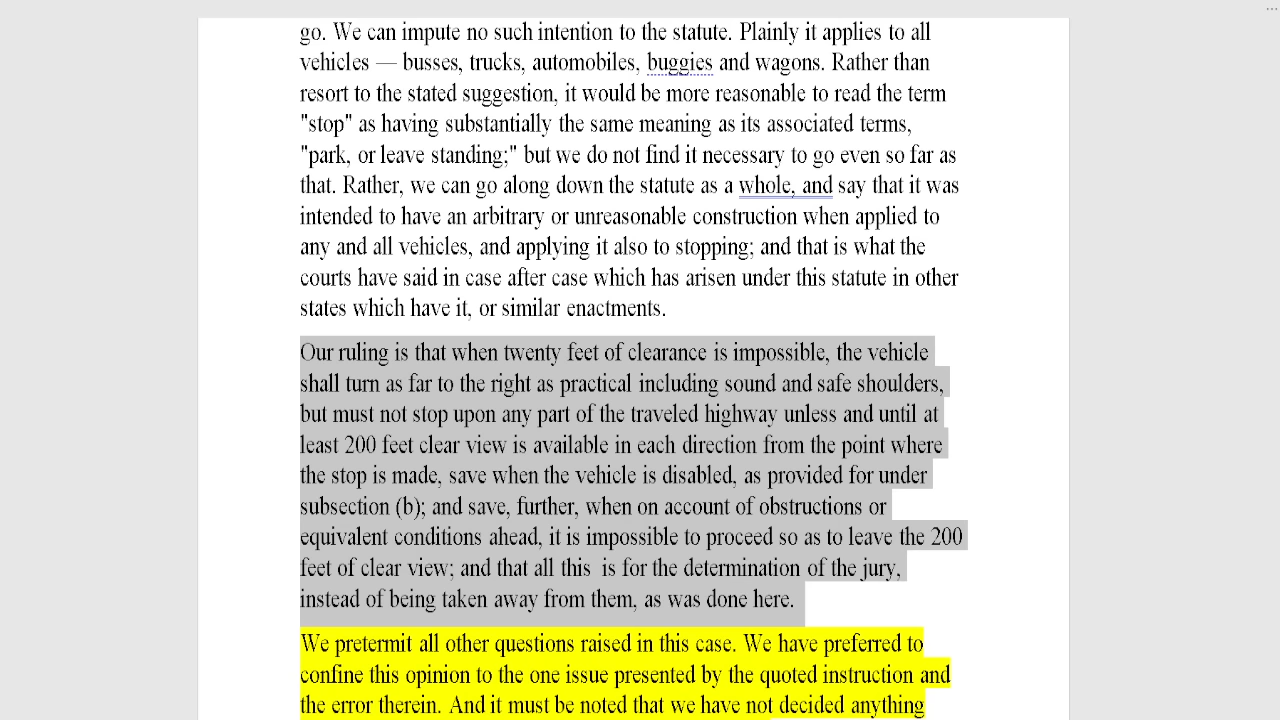 go. We can impute no such intention to the statute. Plainly it applies to all
vehicles — busses, trucks, automobiles, buggies and wagons. Rather than
resort to the stated suggestion, it would be more reasonable to read the term
"stop" as having substantially the same meaning as its associated terms,
"park, or leave standing;" but we do not find it necessary to go even so far as
that. Rather, we can go along down the statute as a whole, and say that it was
intended to have an arbitrary or unreasonable construction when applied to
any and all vehicles, and applying it also to stopping; and that is what the
courts have said in case after case which has arisen under this statute in other
states which have it, or similar enactments.
Our ruling is that when twenty feet of clearance is impossible, the vehicle
shall turn as far to the right as practical including sound and safe shoulders,
but must not stop upon any part of the traveled highway unless and until at
least 200 feet clear view is available in each direction from the point where
the stop is made, save when the vehicle is disabled, as provided for under
subsection (b); and save, further, when on account of obstructions or
equivalent conditions ahead, it is impossible to proceed so as to leave the 200
feet of clear view; and that all this  is for the determination of the jury,
instead of being taken away from them, as was done here.
We pretermit all other questions raised in this case. We have preferred to
confine this opinion to the one issue presented by the quoted instruction and
the error therein. And it must be noted that we have not decided anything